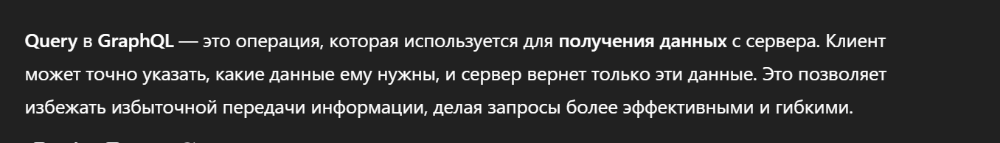 Query в GraphQL — это операция, которая используется для получения данных с сервера. Клиент
может точно указать, какие данные ему нужны, и сервер вернет только эти данные. Это позволяет
избежать избыточной передачи информации, делая запросы более эффективными и гибкими.